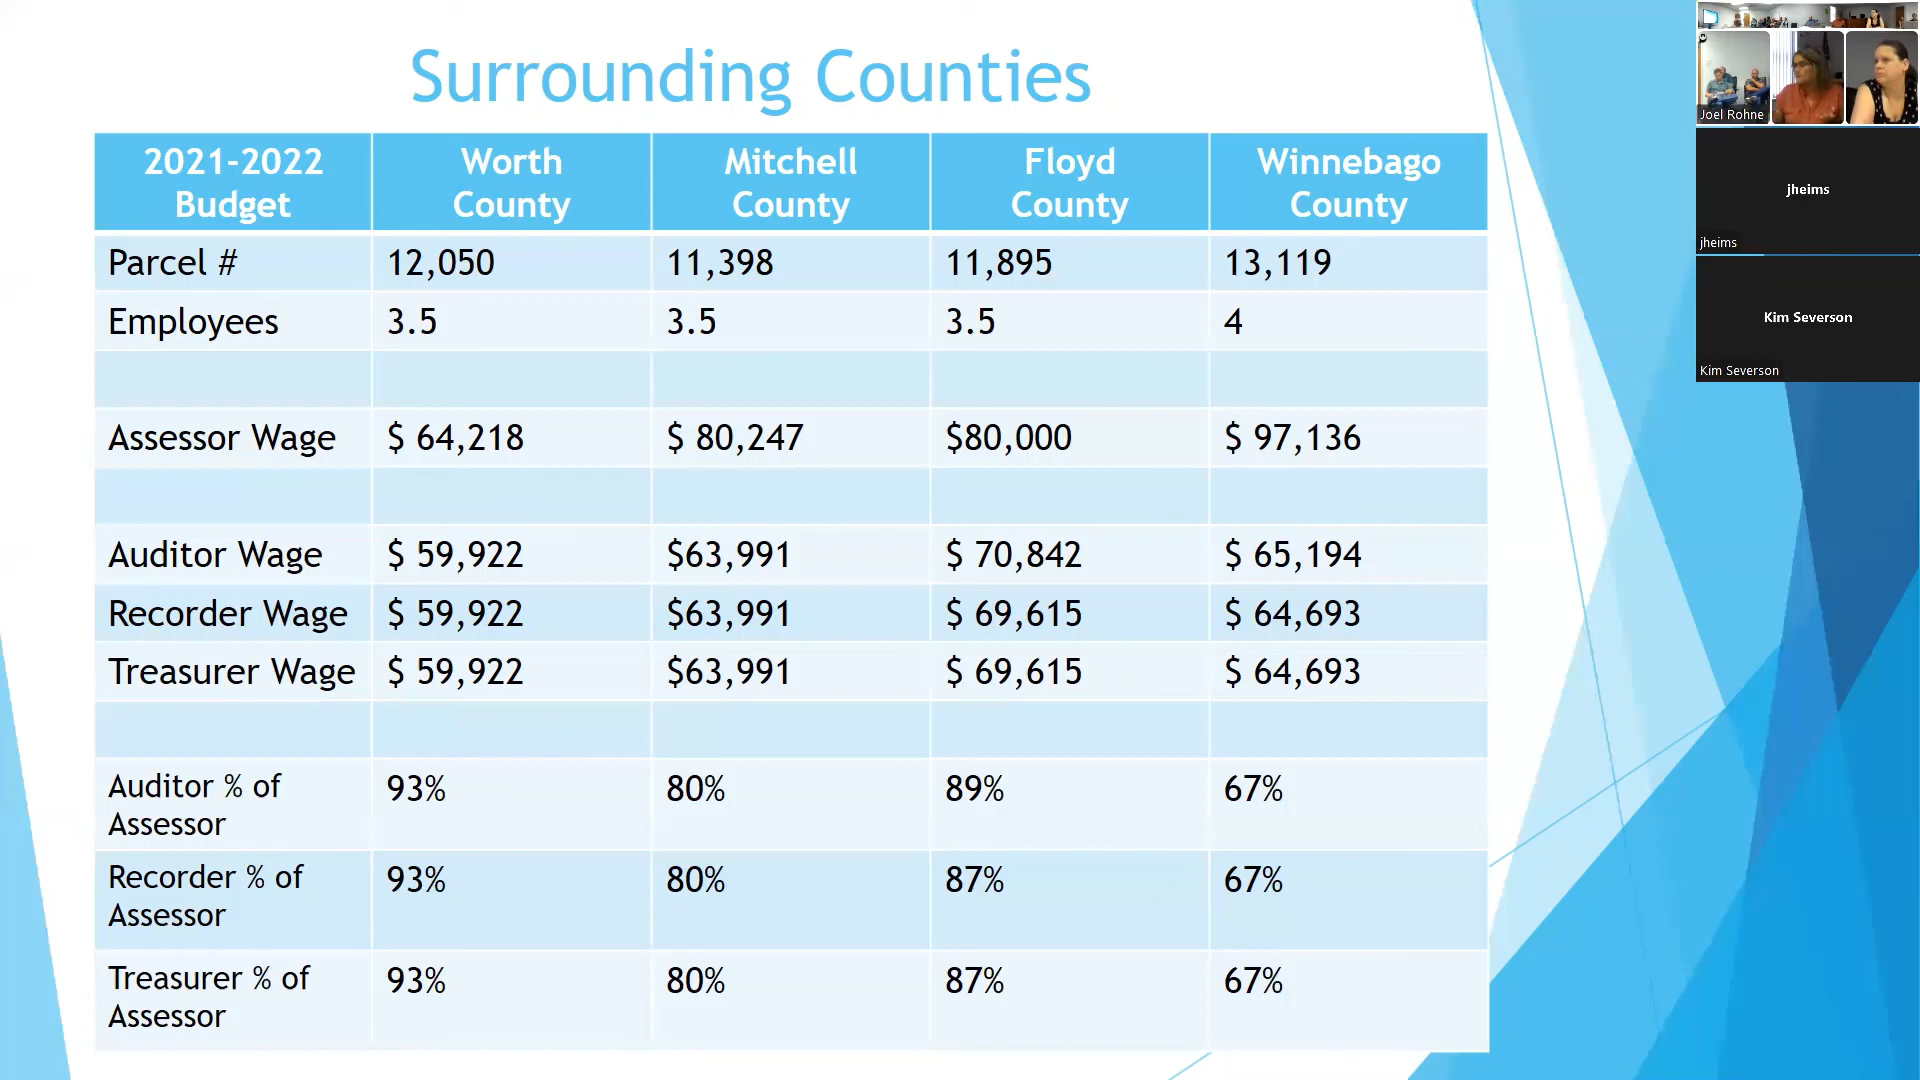 Surrounding Counties
2021-2022 Budget Worth County Mitchell County Floyd County Winnebago County
Parcel # 12,050 11,398 11,895 13,119
Employees 3.5 3.5 3.5 4
Assessor Wage $ 64,218 $ 80,247 $80,000 $ 97,136
Auditor Wage $ 59,922 $63,991 $ 70,842 $ 65,194
Recorder Wage $ 59,922 $63,991 $ 69,615 $ 64,693
Treasurer Wage $ 59,922 $63,991 $ 69,615 $ 64,693
Auditor % of Assessor 93% 80% 89% 67%
Recorder % of Assessor 93% 80% 87% 67%
Treasurer % of Assessor 93% 80% 87% 67%
Joel Rohne
jheims
jheims
Kim Severson
Kim Severson